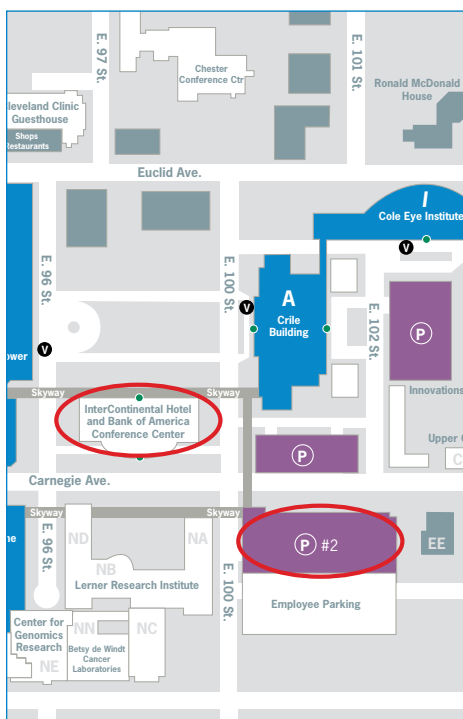 E. 97 St.
Chester
Conference Ctr
E. 101 St.
Ronald McDonald
House
Cleveland Clinic
Guesthouse
Shops
Restaurants
Euclid Ave.
I
Cole Eye Institute
V
E. 96 St.
E. 100 St.
V
A
Crile
Building
E. 102 St.
P
V
Skyway
Skyway
InterContinental Hotel
and Bank of America
Conference Center
Innovations
P
Upper
C
Carnegie Ave.
Skyway
Skyway
E. 96 St.
ND
NA
NB
Lerner Research Institute
E. 100 St.
P #2
EE
Employee Parking
Center for
Genomics
Research
NE
NN
NC
Betsy de Windt
Cancer
Laboratories